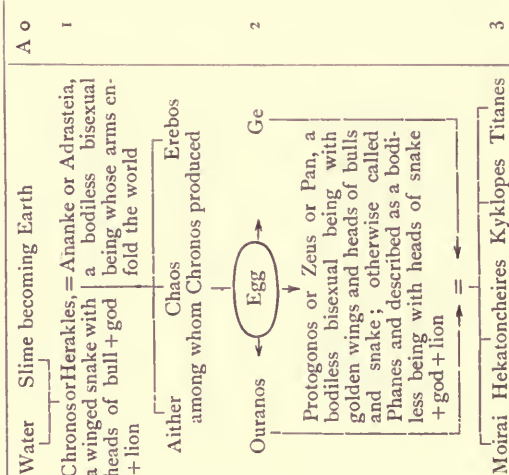 A 0
Water Slime becoming Earth
1
Chronos or Herakles, = Ananke or Adrasteia,
a winged snake with a bodiless bisexual
heads of bull + god being whose arms en-
+ lion fold the world
Aither Chaos Erebos
among whom Chronos produced
2
Ouranos Egg Ge
Protogonos or Zeus or Pan, a
bodiless bisexual being with
golden wings and heads of bulls
and snake; otherwise called
Phanes and described as a bodi-
less being with heads of snake
+ god + lion
=
3
Moirai Hekatoncheires Kyklopes Titanes